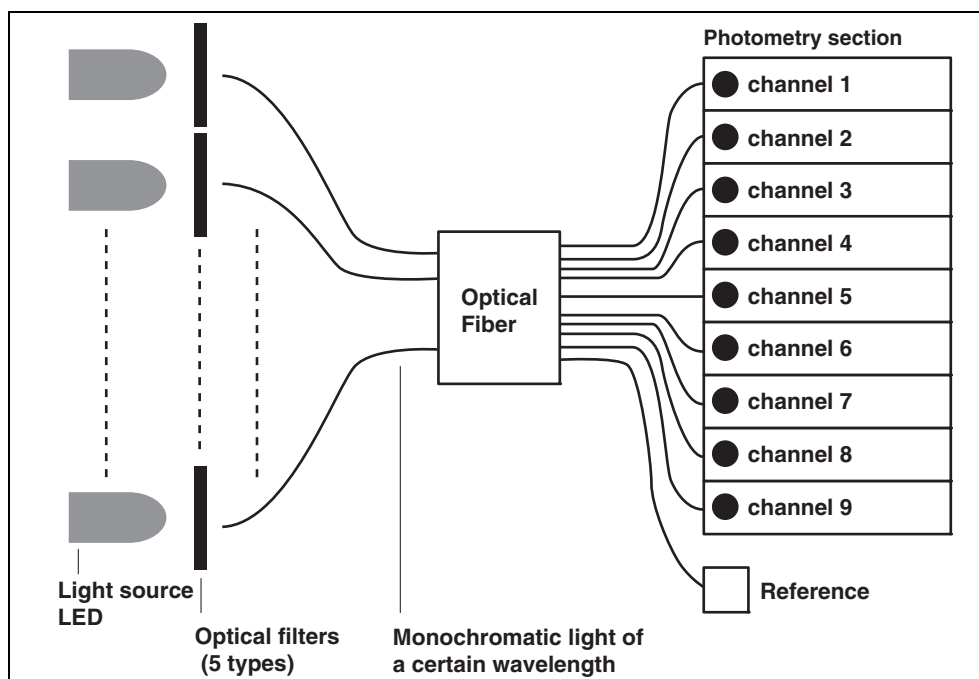 Photometry section
channel 1
channel 2
channel 3
channel 4
channel 5
channel 6
channel 7
channel 8
channel 9
Optical
Fiber
Reference
Light source
LED
Optical filters
(5 types)
Monochromatic light of
a certain wavelength